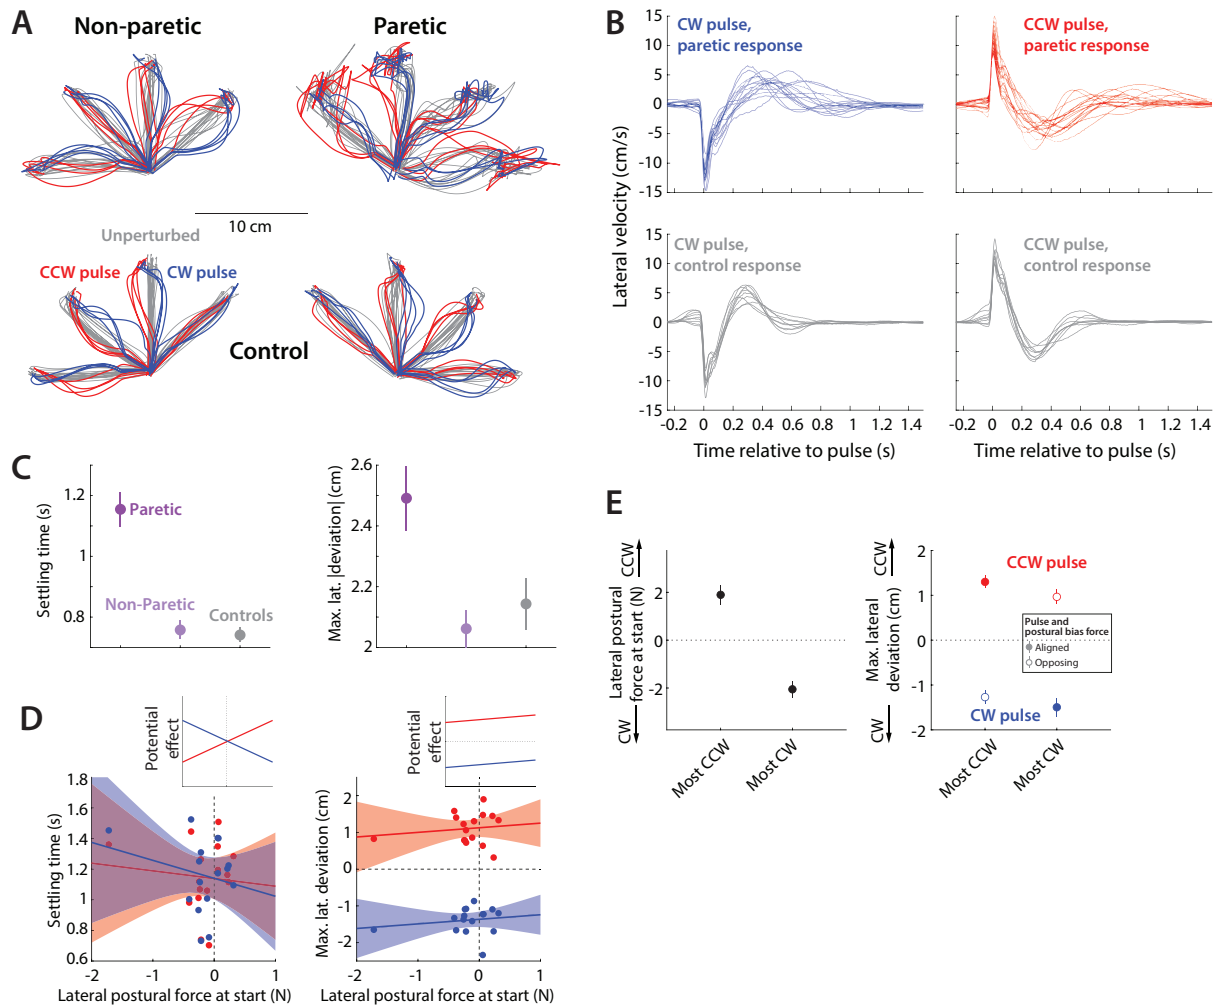 A
Non-paretic
Paretic
10 cm
Unperturbed
CCW pulse
CW pulse
Control
B
Lateral velocity (cm/s)
15
10
5
0
-5
-10
-15
CW pulse,
paretic response
CCW pulse,
paretic response
15
10
5
0
-5
-10
-15
CW pulse,
control response
CCW pulse,
control response
-0.2 0 0.2 0.4 0.6 0.8 1 1.2 1.4
-0.2 0 0.2 0.4 0.6 0.8 1 1.2 1.4
Time relative to pulse (s)
Time relative to pulse (s)
C
Settling time (s)
1.2
1
0.8
Paretic
Non-Paretic
Controls
Max. lat. |deviation| (cm)
2.6
2.4
2.2
2
D
Potential
effect
Settling time (s)
1.8
1.6
1.4
1.2
1
0.8
0.6
-2 -1 0 1
Lateral postural force at start (N)
Potential
effect
Max. lat. deviation (cm)
2
1
0
-1
-2
-2 -1 0 1
Lateral postural force at start (N)
E
CW
CCW
Lateral postural
force at start (N)
2
0
-2
Most CCW
Most CW
CW
CCW
Max. lateral
deviation (cm)
2
1
0
-1
-2
CCW pulse
Pulse and
postural bias force
Aligned
Opposing
CW pulse
Most CCW
Most CW